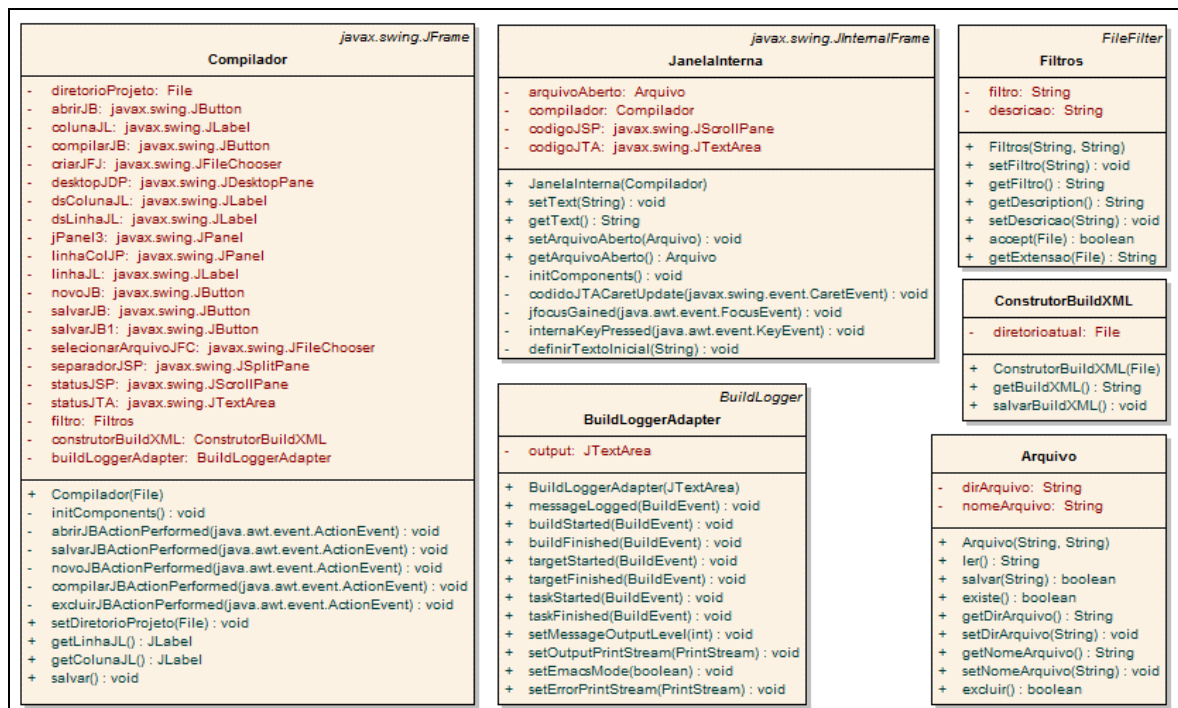 javax.swing.JFrame
Compilador
- diretorioProjeto: File
- abrirJB: javax.swing.JButton
- colunaJL: javax.swing.JLabel
- compilarJB: javax.swing.JButton
- criarJFJ: javax.swing.JFileChooser
- desktopJDP: javax.swing.JDesktopPane
- dsColunaJL: javax.swing.JLabel
- dsLinhaJL: javax.swing.JLabel
- jPanel3: javax.swing.JPanel
- linhaColJP: javax.swing.JPanel
- linhaJL: javax.swing.JLabel
- novoJB: javax.swing.JButton
- salvarJB: javax.swing.JButton
- salvarJB1: javax.swing.JButton
- selecionarArquivoJFC: javax.swing.JFileChooser
- separadorJSP: javax.swing.JSplitPane
- statusJSP: javax.swing.JScrollPane
- statusJTA: javax.swing.JTextArea
- filtro: Filtros
- construtorBuildXML: ConstrutorBuildXML
- buildLoggerAdapter: BuildLoggerAdapter
+ Compilador(File)
- initComponents() : void
- abrirJBActionPerformed(java.awt.event.ActionEvent) : void
- salvarJBActionPerformed(java.awt.event.ActionEvent) : void
- novoJBActionPerformed(java.awt.event.ActionEvent) : void
- compilarJBActionPerformed(java.awt.event.ActionEvent) : void
- excluirJBActionPerformed(java.awt.event.ActionEvent) : void
+ setDiretorioProjeto(File) : void
+ getLinhaJL() : JLabel
+ getColunaJL() : JLabel
+ salvar() : void
javax.swing.JInternalFrame
JanelaInterna
- arquivoAberto: Arquivo
- compilador: Compilador
- codigoJSP: javax.swing.JScrollPane
- codigoJTA: javax.swing.JTextArea
+ JanelaInterna(Compilador)
+ setText(String) : void
+ getText() : String
+ setArquivoAberto(Arquivo) : void
+ getArquivoAberto() : Arquivo
- initComponents() : void
- codidoJTACaretUpdate(javax.swing.event.CaretEvent) : void
- jfocusGained(java.awt.event.FocusEvent) : void
- internaKeyPressed(java.awt.event.KeyEvent) : void
- definirTextoInicial(String) : void
BuildLogger
BuildLoggerAdapter
- output: JTextArea
+ BuildLoggerAdapter(JTextArea)
+ messageLogged(BuildEvent) : void
+ buildStarted(BuildEvent) : void
+ buildFinished(BuildEvent) : void
+ targetStarted(BuildEvent) : void
+ targetFinished(BuildEvent) : void
+ taskStarted(BuildEvent) : void
+ taskFinished(BuildEvent) : void
+ setMessageOutputLevel(int) : void
+ setOutputPrintStream(PrintStream) : void
+ setEmacsMode(boolean) : void
+ setErrorPrintStream(PrintStream) : void
FileFilter
Filtros
- filtro: String
- descricao: String
+ Filtros(String, String)
+ setFiltro(String) : void
+ getFiltro() : String
+ getDescription() : String
+ setDescricao(String) : void
+ accept(File) : boolean
+ getExtensao(File) : String
ConstrutorBuildXML
- diretorioatual: File
+ ConstrutorBuildXML(File)
+ getBuildXML() : String
+ salvarBuildXML() : void
Arquivo
- dirArquivo: String
- nomeArquivo: String
+ Arquivo(String, String)
+ ler() : String
+ salvar(String) : boolean
+ existe() : boolean
+ getDirArquivo() : String
+ setDirArquivo(String) : void
+ getNomeArquivo() : String
+ setNomeArquivo(String) : void
+ excluir() : boolean